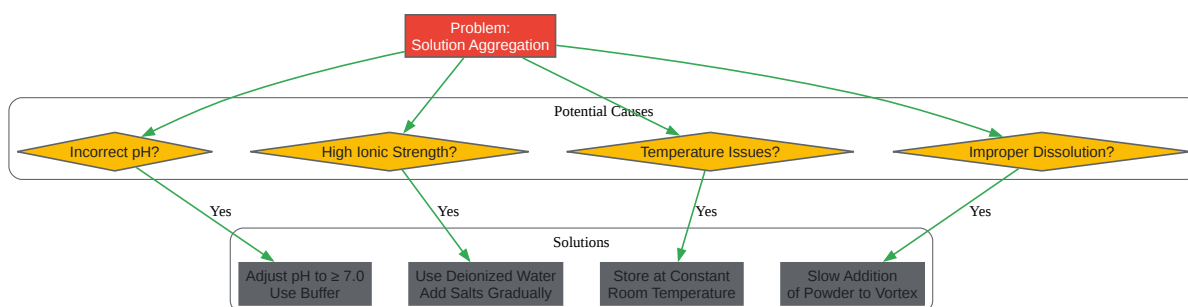 Problem:
Solution Aggregation
Potential Causes
Incorrect pH?
High Ionic Strength?
Temperature Issues?
Improper Dissolution?
Yes
Yes
Yes
Yes
Solutions
Adjust pH to ≥ 7.0
Use Buffer
Use Deionized Water
Add Salts Gradually
Store at Constant
Room Temperature
Slow Addition
of Powder to Vortex